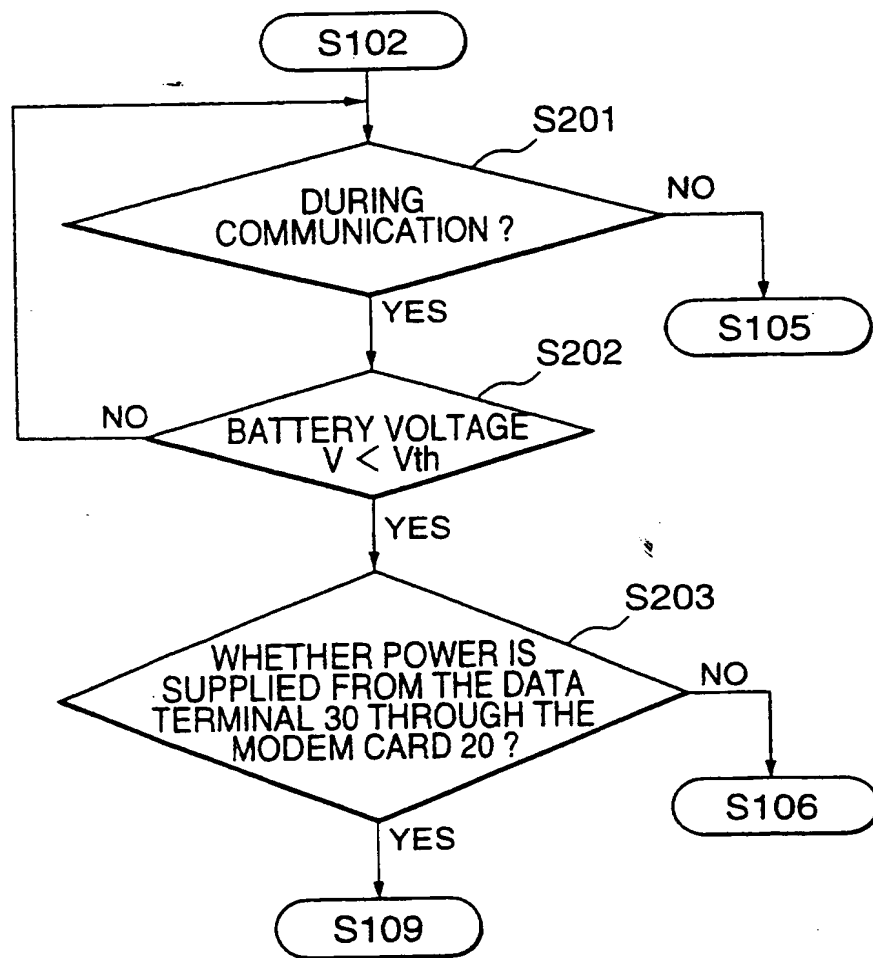 S102
S201
DURING
COMMUNICATION ?
NO
S105
YES
S202
NO
BATTERY VOLTAGE
V < Vth
YES
S203
WHETHER POWER IS
SUPPLIED FROM THE DATA
TERMINAL 30 THROUGH THE
MODEM CARD 20 ?
NO
S106
YES
S109